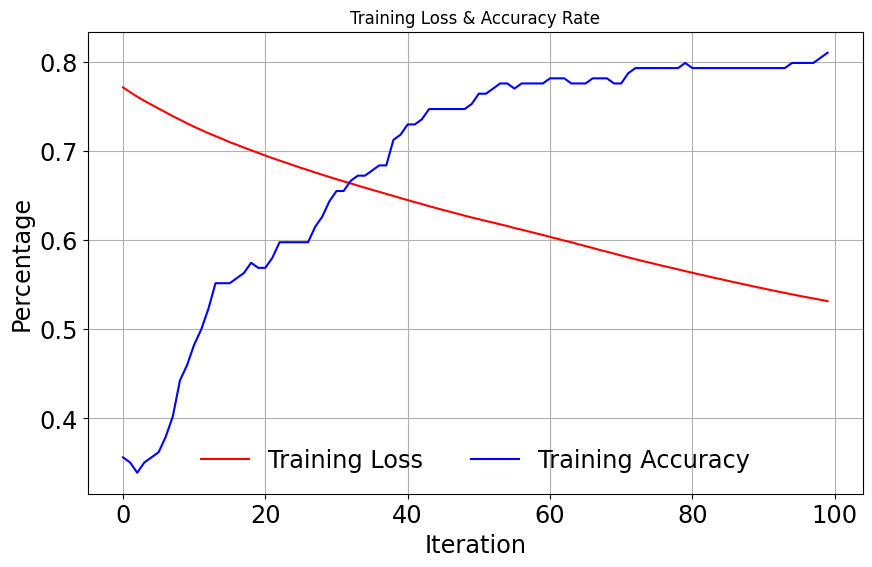 Training Loss & Accuracy Rate
Percentage
0.8
0.7
0.6
0.5
0.4
Training Loss
Training Accuracy
0
20
40
60
80
100
Iteration